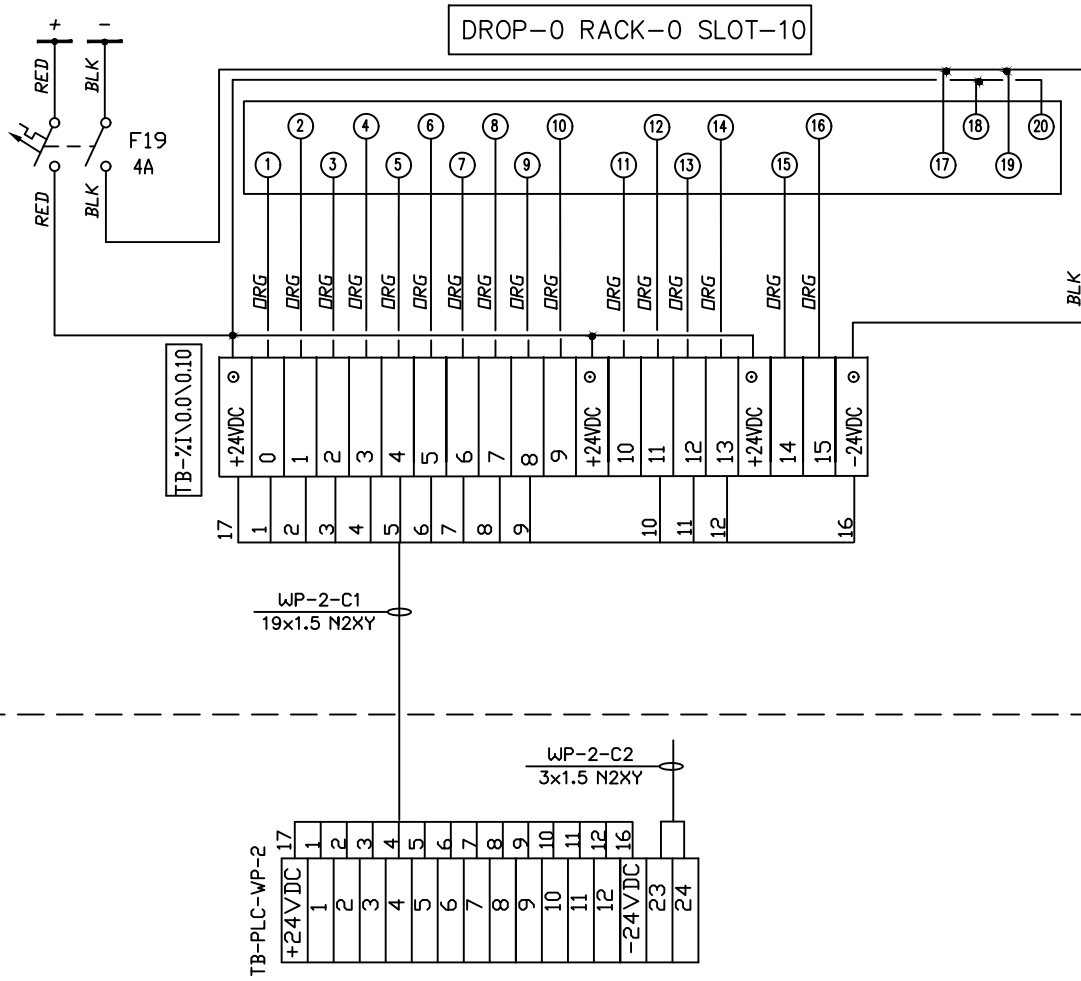 DROP-0 RACK-0 SLOT-10
+ -
RED BLK
F19
4A
RED BLK
2 4 6 8 10 12 14 16 18 20
1 3 5 7 9 11 13 15 17 19
ORG ORG ORG ORG ORG ORG ORG ORG ORG ORG ORG ORG ORG ORG ORG BLK
TB-%I\0.0\0.10
+24VDC 0 1 2 3 4 5 6 7 8 9 +24VDC 10 11 12 13 +24VDC 14 15 -24VDC
17 1 2 3 4 5 6 7 8 9 10 11 12 16
WP-2-C1
19x1.5 N2XY
WP-2-C2
3x1.5 N2XY
TB-PLC-WP-2
17 1 2 3 4 5 6 7 8 9 10 11 12 16
+24VDC 1 2 3 4 5 6 7 8 9 10 11 12 -24VDC 23 24